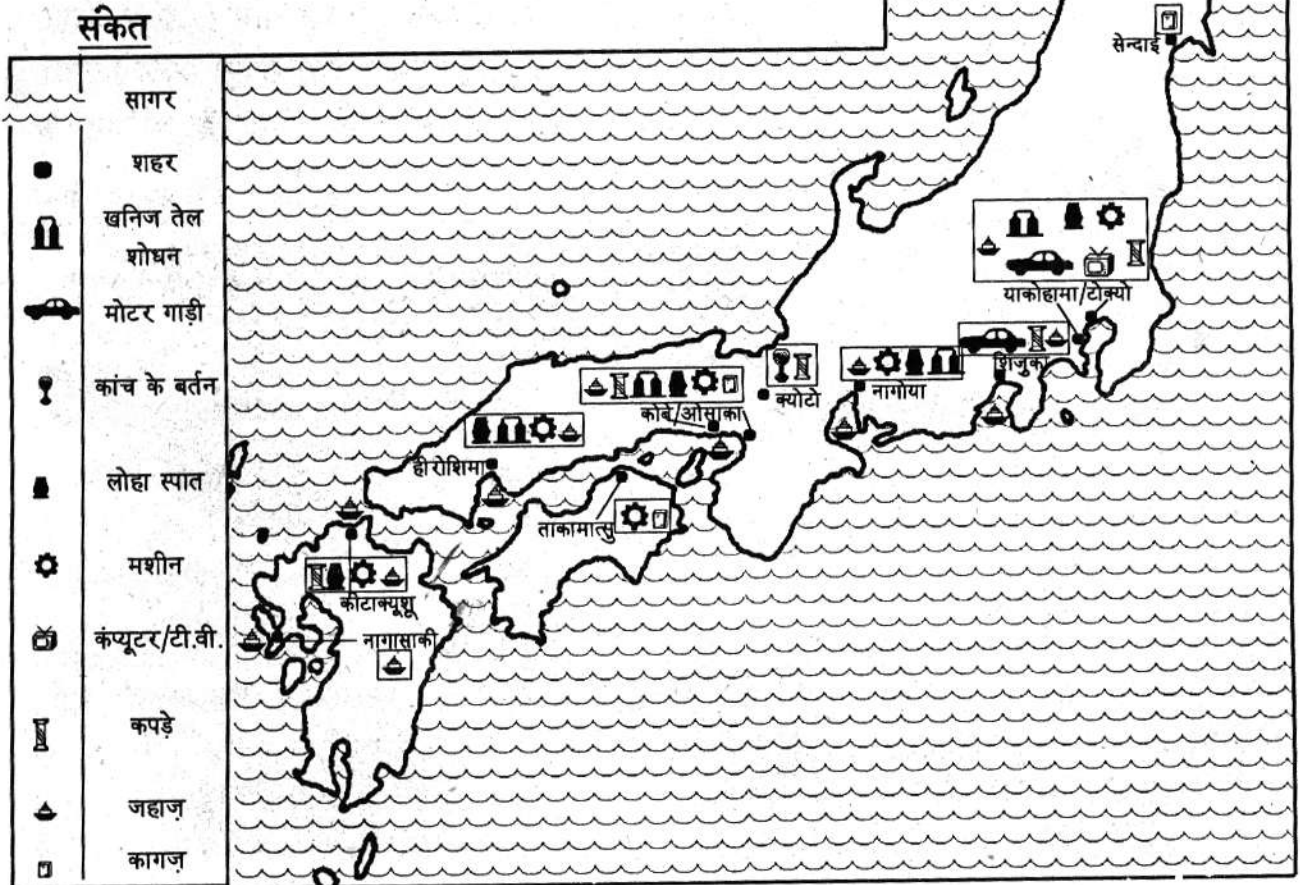 संकेत
सागर
शहर
खनिज तेल
शोधन
मोटर गाड़ी
कांच के बर्तन
लोहा स्पात
मशीन
कंप्यूटर/टी.वी.
कपड़े
जहाज़
कागज़
सेन्दाई
याकोहामा/टोक्यो
शिजुका
नागोया
क्योटो
कोबे/ओसाका
हीरोशिमा
ताकामात्सु
कीटाक्यूशू
नागासाकी